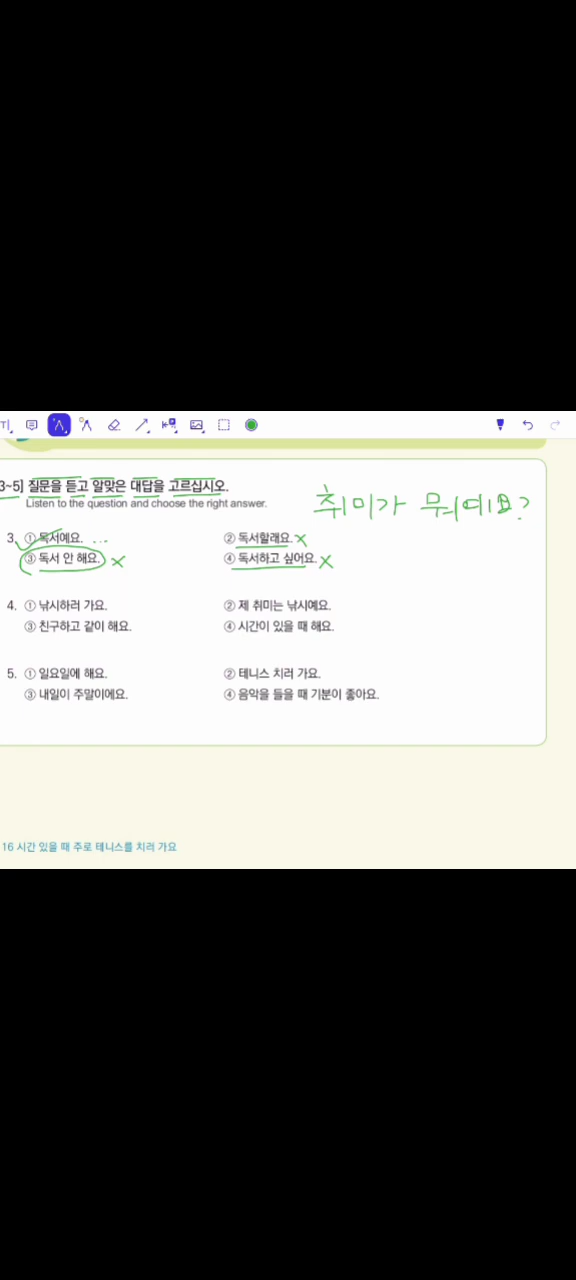 3~5] 질문을 듣고 알맞은 대답을 고르십시오.
Listen to the question and choose the right answer.
취미가 뭐예요?
3. ① 독서예요. ... ② 독서할래요. X
③ 독서 안 해요. X ④ 독서하고 싶어요. X
4. ① 낚시하러 가요. ② 제 취미는 낚시예요.
③ 친구하고 같이 해요. ④ 시간이 있을 때 해요.
5. ① 일요일에 해요. ② 테니스 치러 가요.
③ 내일이 주말이에요. ④ 음악을 들을 때 기분이 좋아요.
16 시간 있을 때 주로 테니스를 치러 가요